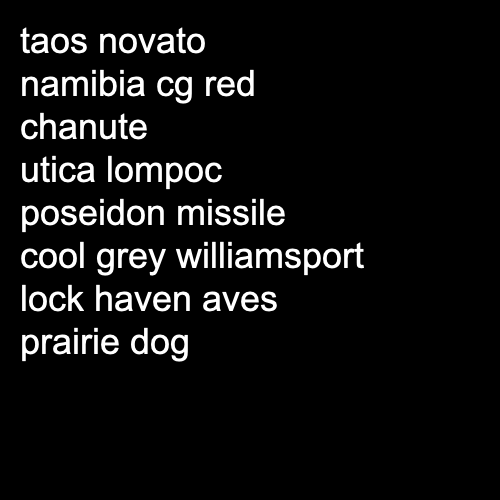 taos novato
namibia cg red
chanute
utica lompoc
poseidon missile
cool grey williamsport
lock haven aves
prairie dog